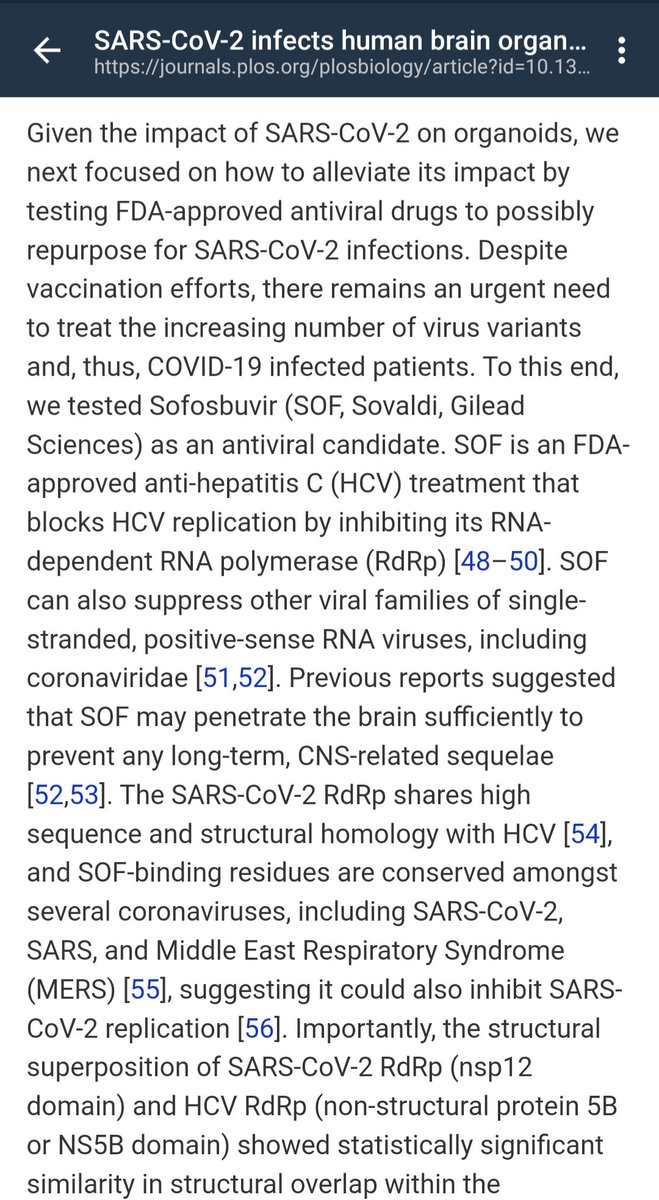 SARS-CoV-2 infects human brain organ...
https://journals.plos.org/plosbiology/article?id=10.13...
Given the impact of SARS-CoV-2 on organoids, we
next focused on how to alleviate its impact by
testing FDA-approved antiviral drugs to possibly
repurpose for SARS-CoV-2 infections. Despite
vaccination efforts, there remains an urgent need
to treat the increasing number of virus variants
and, thus, COVID-19 infected patients. To this end,
we tested Sofosbuvir (SOF, Sovaldi, Gilead
Sciences) as an antiviral candidate. SOF is an FDA-
approved anti-hepatitis C (HCV) treatment that
blocks HCV replication by inhibiting its RNA-
dependent RNA polymerase (RdRp) [48–50]. SOF
can also suppress other viral families of single-
stranded, positive-sense RNA viruses, including
coronaviridae [51,52]. Previous reports suggested
that SOF may penetrate the brain sufficiently to
prevent any long-term, CNS-related sequelae
[52,53]. The SARS-CoV-2 RdRp shares high
sequence and structural homology with HCV [54],
and SOF-binding residues are conserved amongst
several coronaviruses, including SARS-CoV-2,
SARS, and Middle East Respiratory Syndrome
(MERS) [55], suggesting it could also inhibit SARS-
CoV-2 replication [56]. Importantly, the structural
superposition of SARS-CoV-2 RdRp (nsp12
domain) and HCV RdRp (non-structural protein 5B
or NS5B domain) showed statistically significant
similarity in structural overlap within the